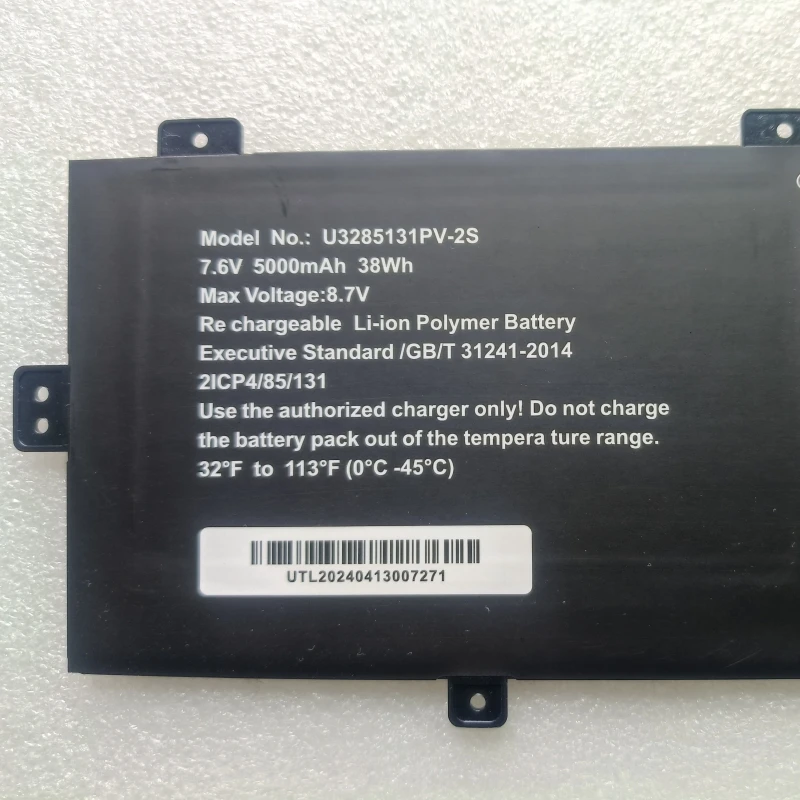 Model No.: U3285131PV-2S
7.6V 5000mAh 38Wh
Max Voltage:8.7V
Re chargeable Li-ion Polymer Battery
Executive Standard /GB/T 31241-2014
2ICP4/85/131
Use the authorized charger only! Do not charge
the battery pack out of the tempera ture range.
32°F to 113°F (0°C -45°C)
UTL20240413007271